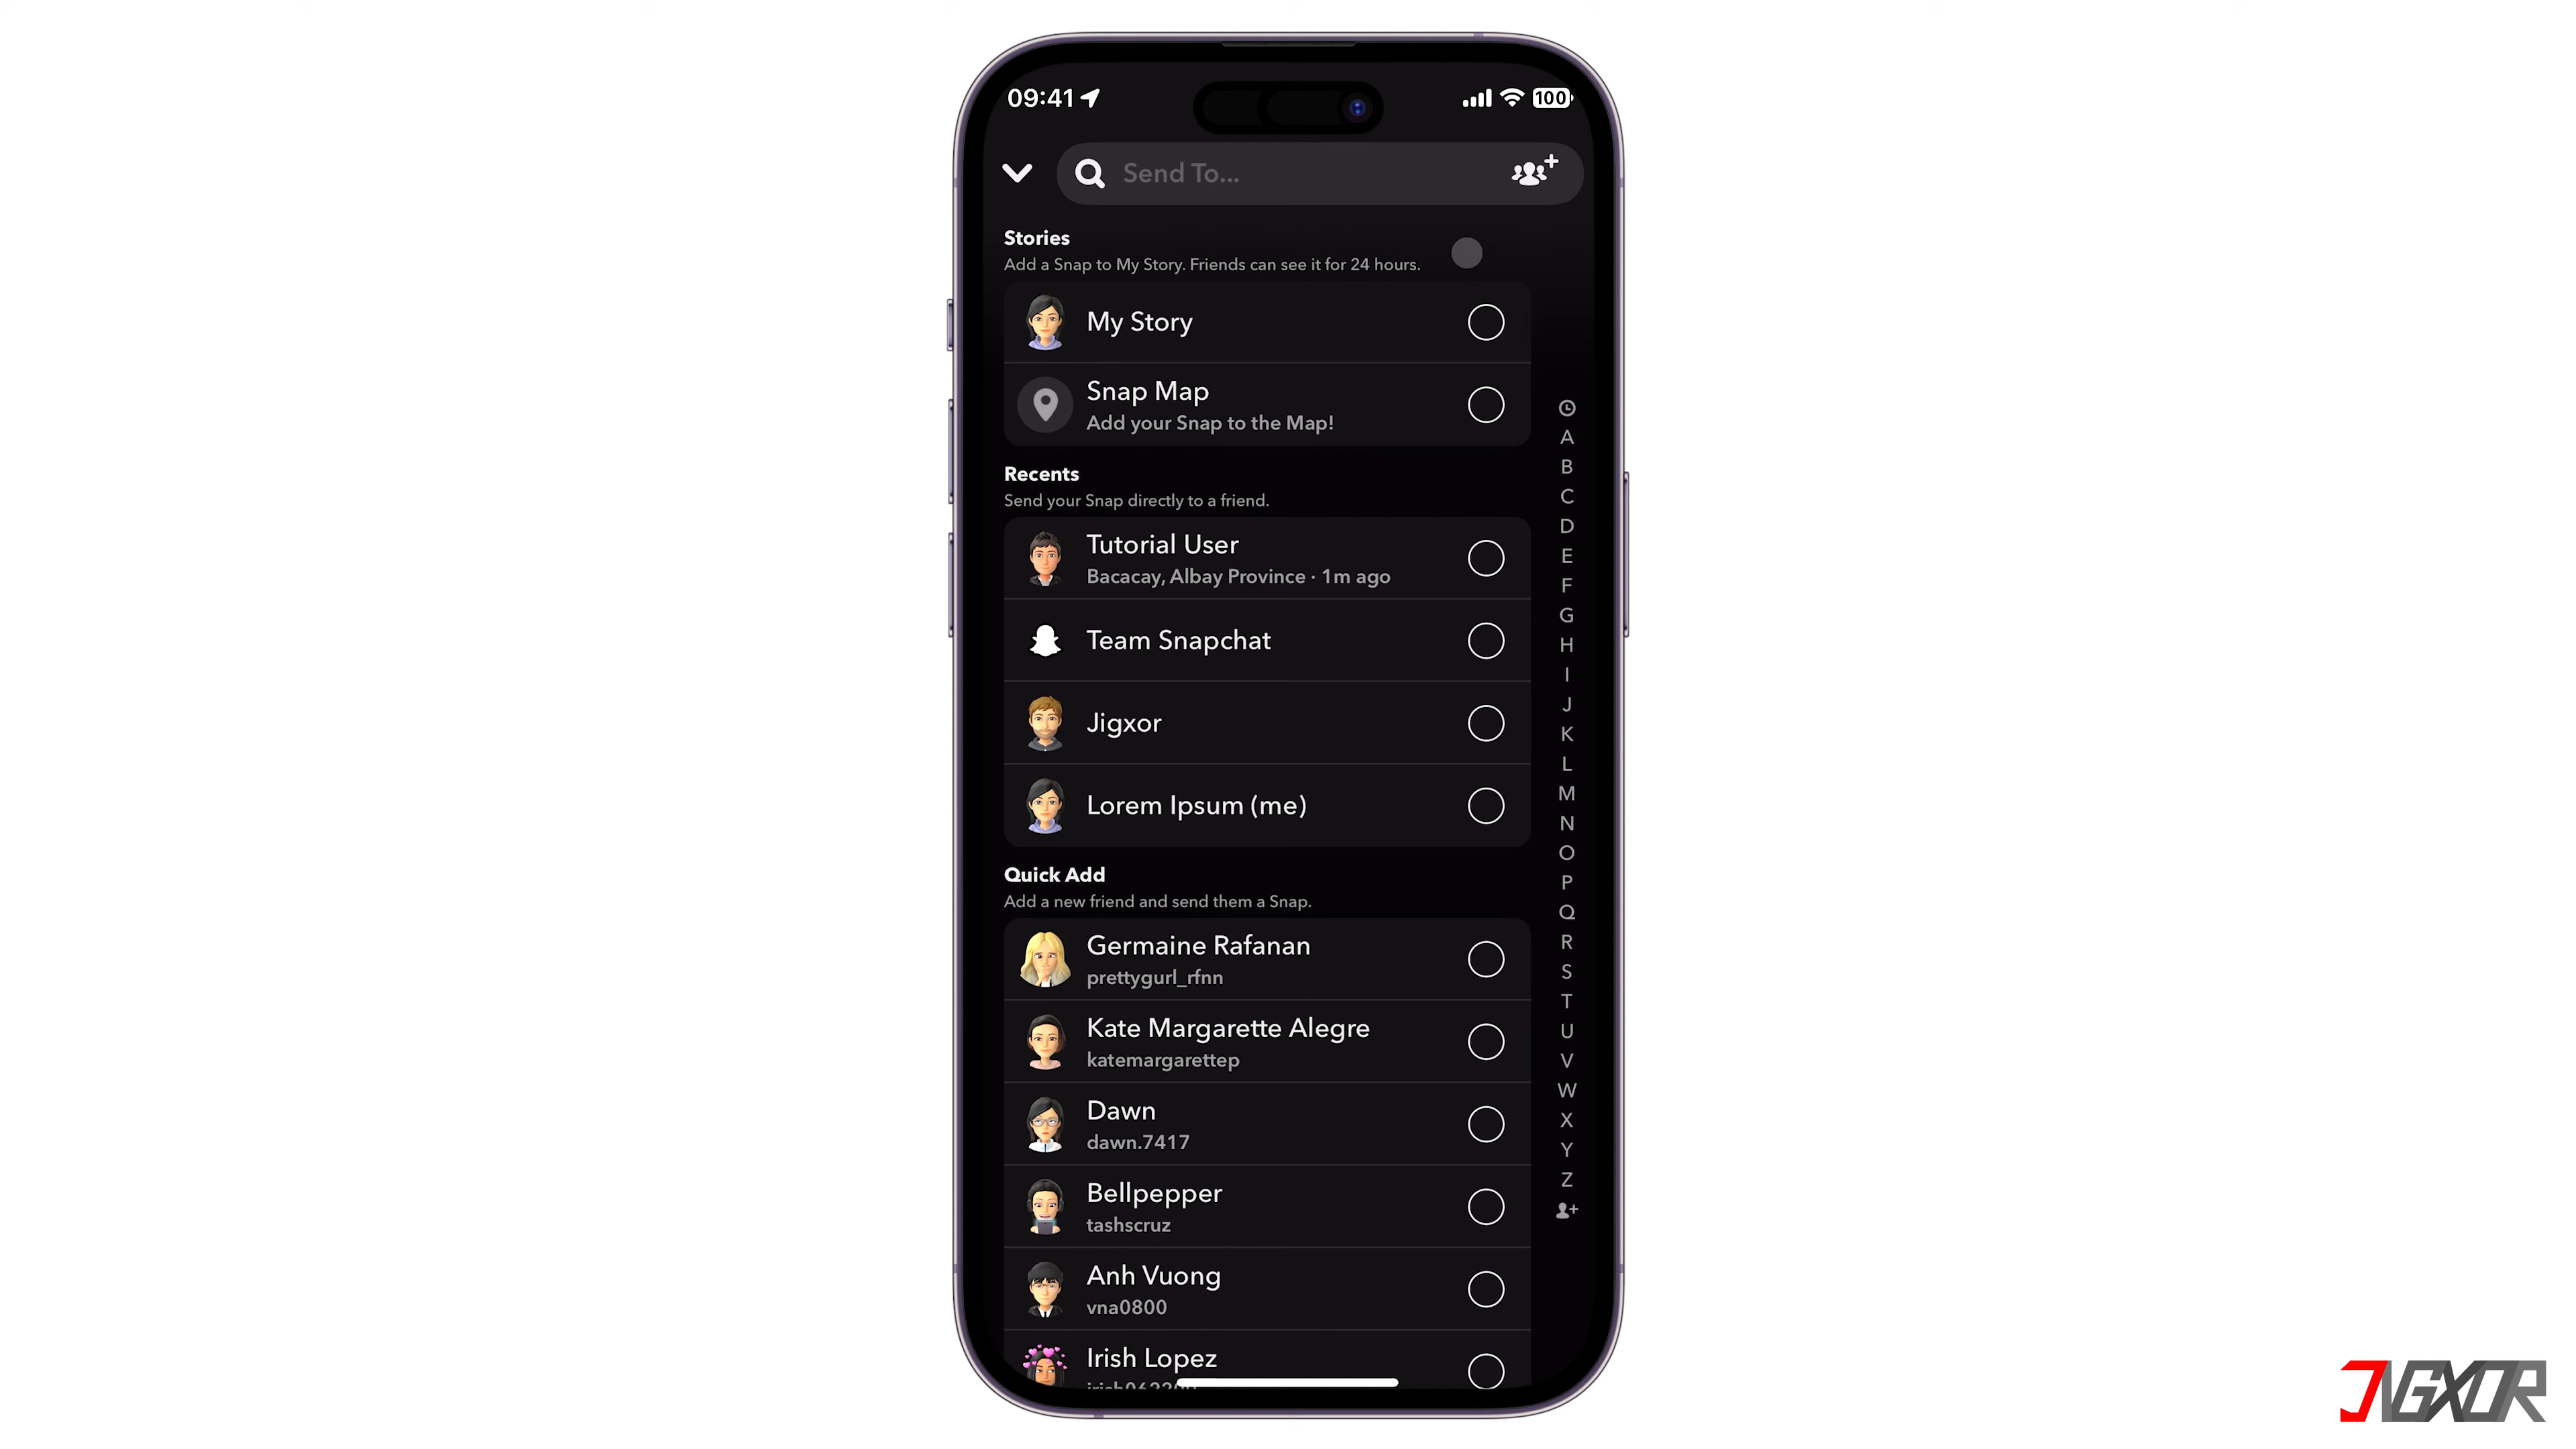 09:41
100
Send To...
Stories
Add a Snap to My Story. Friends can see it for 24 hours.
My Story
Snap Map
Add your Snap to the Map!
Recents
Send your Snap directly to a friend.
Tutorial User
Bacacay, Albay Province · 1m ago
Team Snapchat
Jigxor
Lorem Ipsum (me)
Quick Add
Add a new friend and send them a Snap.
Germaine Rafanan
prettygurl_rfnn
Kate Margarette Alegre
katemargarettep
Dawn
dawn.7417
Bellpepper
tashscruz
Anh Vuong
vna0800
Irish Lopez
A
B
C
D
E
F
G
H
I
J
K
L
M
N
O
P
Q
R
S
T
U
V
W
X
Y
Z
JIGXOR